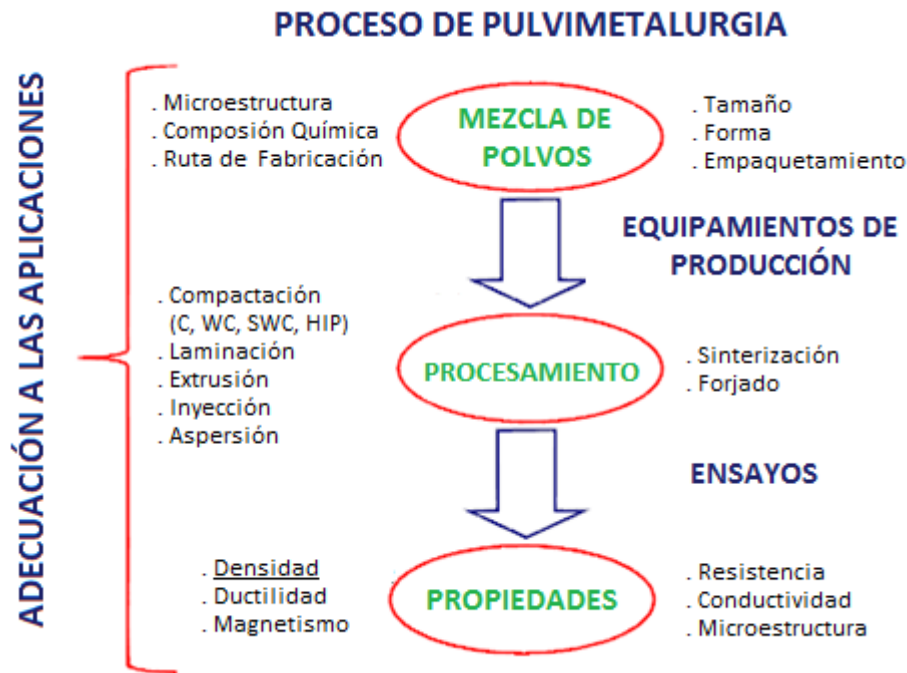 PROCESO DE PULVIMETALURGIA
ADECUACIÓN A LAS APLICACIONES
. Microestructura
. Composión Química
. Ruta de Fabricación
MEZCLA DE
POLVOS
. Tamaño
. Forma
. Empaquetamiento
EQUIPAMIENTOS DE
PRODUCCIÓN
. Compactación
(C, WC, SWC, HIP)
. Laminación
. Extrusión
. Inyección
. Aspersión
PROCESAMIENTO
. Sinterización
. Forjado
ENSAYOS
. Densidad
. Ductilidad
. Magnetismo
PROPIEDADES
. Resistencia
. Conductividad
. Microestructura